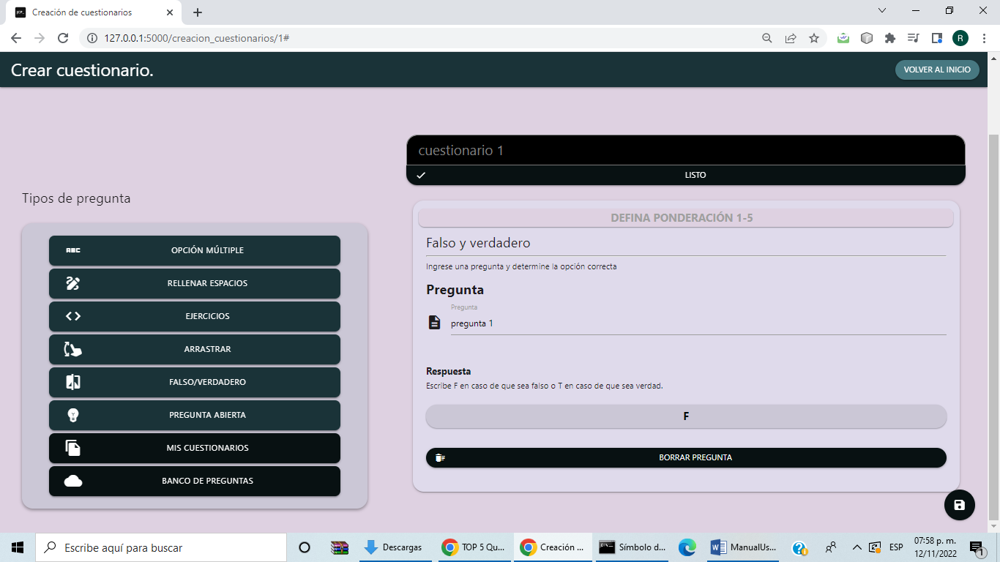 Creación de cuestionarios
127.0.0.1:5000/creacion_cuestionarios/1#
R
Crear cuestionario.
VOLVER AL INICIO
cuestionario 1
LISTO
Tipos de pregunta
ABC OPCIÓN MÚLTIPLE
RELLENAR ESPACIOS
EJERCICIOS
ARRASTRAR
FALSO/VERDADERO
PREGUNTA ABIERTA
MIS CUESTIONARIOS
BANCO DE PREGUNTAS
DEFINA PONDERACIÓN 1-5
Falso y verdadero
Ingrese una pregunta y determine la opción correcta
Pregunta
Pregunta
pregunta 1
Respuesta
Escribe F en caso de que sea falso o T en caso de que sea verdad.
F
BORRAR PREGUNTA
Escribe aquí para buscar
Descargas
TOP 5 Qu...
Creación ...
Símbolo d...
ManualUs...
ESP
07:58 p. m.
12/11/2022
1